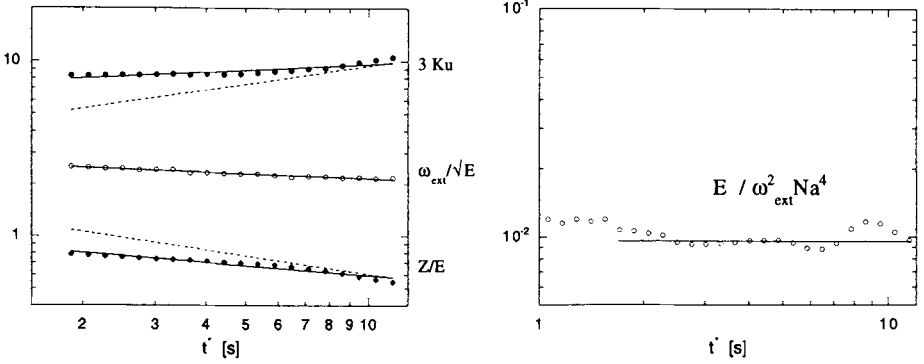 10
1
3 Ku
ω_ext/√E
Z/E
2 3 4 5 6 7 8 9 10
t* [s]
10⁻¹
10⁻²
E / ω²_ext Na⁴
1 2 10
t* [s]